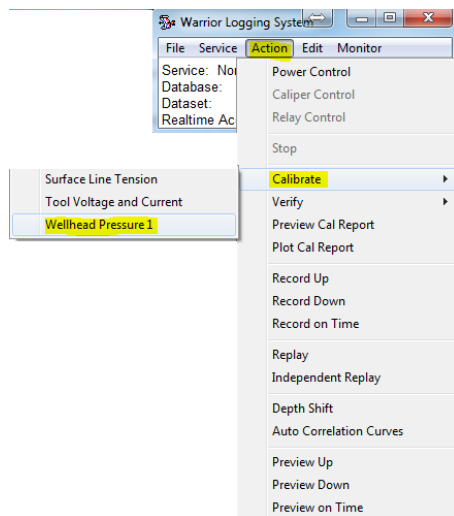 Warrior Logging System
File Service Action Edit Monitor
Service:
Database:
Dataset:
Realtime
Power Control
Caliper Control
Relay Control
Stop
Calibrate
Surface Line Tension
Tool Voltage and Current
Wellhead Pressure 1
Verify
Preview Cal Report
Plot Cal Report
Record Up
Record Down
Record on Time
Replay
Independent Replay
Depth Shift
Auto Correlation Curves
Preview Up
Preview Down
Preview on Time